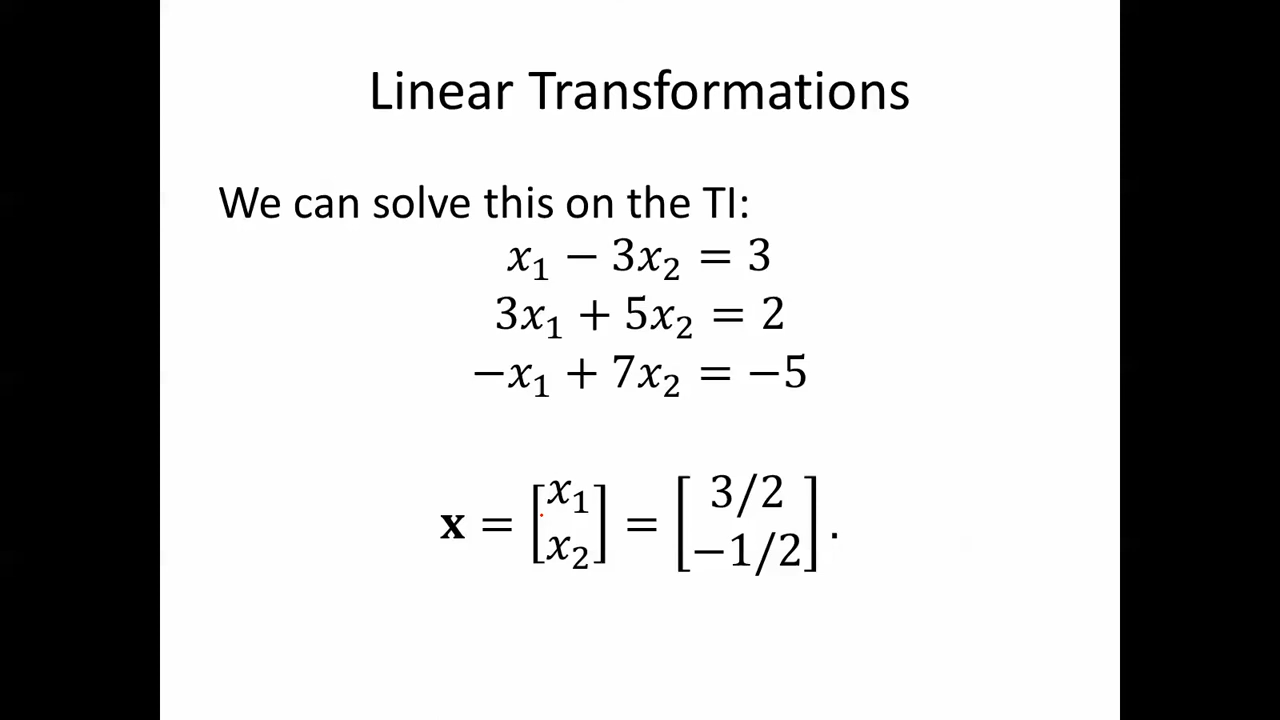 Linear Transformations
We can solve this on the TI:
x₁ − 3x₂ = 3
3x₁ + 5x₂ = 2
−x₁ + 7x₂ = −5
𝐱 = [x₁ x₂] = [3/2 −1/2].